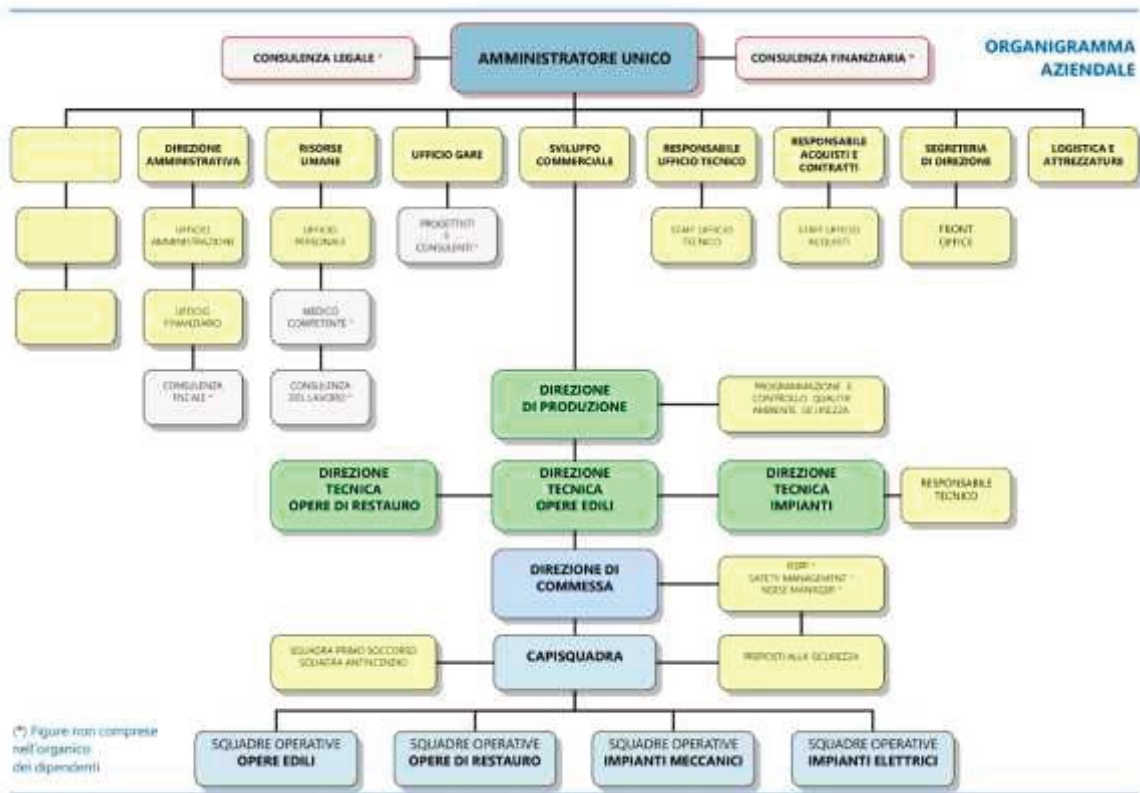 CONSULENZA LEGALE *
AMMINISTRATORE UNICO
CONSULENZA FINANZIARIA *
ORGANIGRAMMA
AZIENDALE
DIREZIONE
AMMINISTRATIVA
RISORSE
UMANE
UFFICIO GARE
SVILUPPO
COMMERCIALE
RESPONSABILE
UFFICIO TECNICO
RESPONSABILE
ACQUISTI E
CONTRATTI
SEGRETERIA
DI DIREZIONE
LOGISTICA E
ATTREZZATURE
UFFICIO
AMMINISTRAZIONE
UFFICIO
PERSONALE
PROGETTISTI
E
CONSULENTI *
STAFF UFFICIO
TECNICO
STAFF UFFICIO
ACQUISTI
FRONT
OFFICE
UFFICIO
FINANZIARIO
MEDICO
COMPETENTE *
CONSULENZA
FISCALE *
CONSULENZA
DEL LAVORO *
DIREZIONE
DI PRODUZIONE
PROGRAMMAZIONE E
CONTROLLO QUALITA'
AMBIENTE SICUREZZA
DIREZIONE
TECNICA
OPERE DI RESTAURO
DIREZIONE
TECNICA
OPERE EDILI
DIREZIONE
TECNICA
IMPIANTI
RESPONSABILE
TECNICO
DIREZIONE DI
COMMESSA
RSPP *
SAFETY MANAGEMENT *
NOISE MANAGER *
SQUADRA PRIMO SOCCORSO
SQUADRA ANTINCENDIO
CAPISQUADRA
PREPOSTI ALLA SICUREZZA
(*) Figure non comprese
nell'organico
dei dipendenti
SQUADRE OPERATIVE
OPERE EDILI
SQUADRE OPERATIVE
OPERE DI RESTAURO
SQUADRE OPERATIVE
IMPIANTI MECCANICI
SQUADRE OPERATIVE
IMPIANTI ELETTRICI